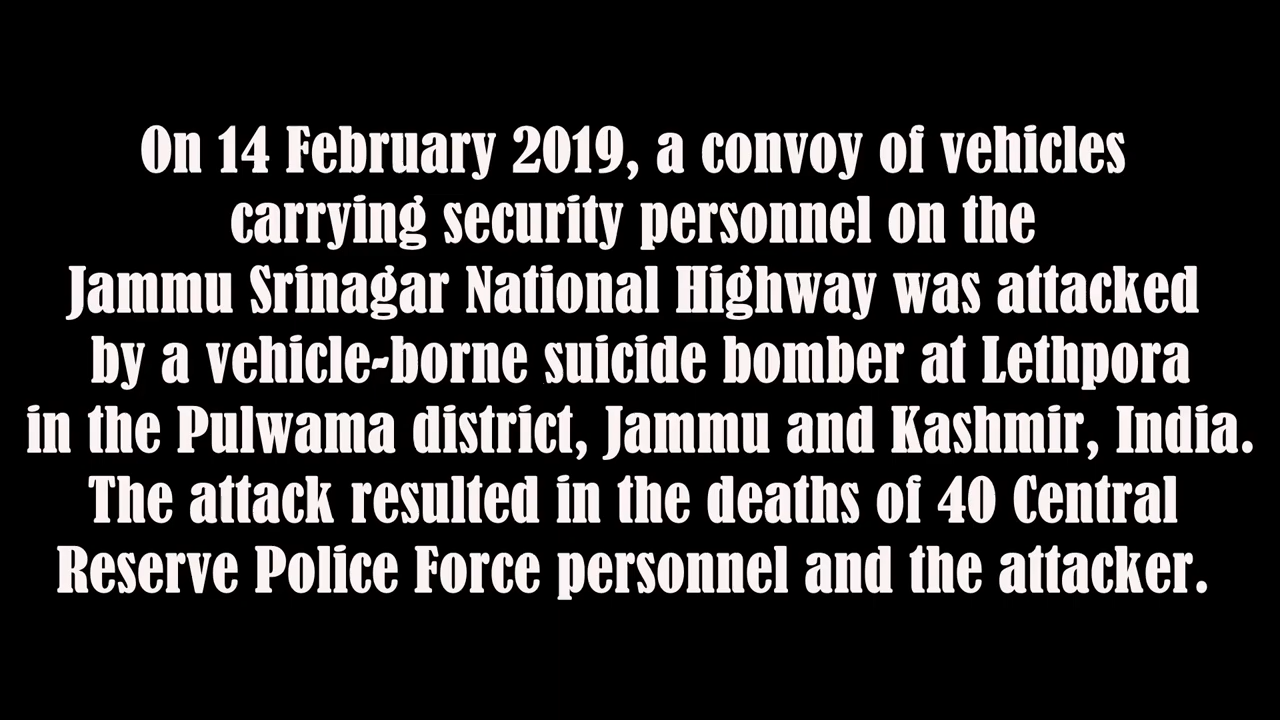 On 14 February 2019, a convoy of vehicles
carrying security personnel on the
Jammu Srinagar National Highway was attacked
by a vehicle-borne suicide bomber at Lethpora
in the Pulwama district, Jammu and Kashmir, India.
The attack resulted in the deaths of 40 Central
Reserve Police Force personnel and the attacker.